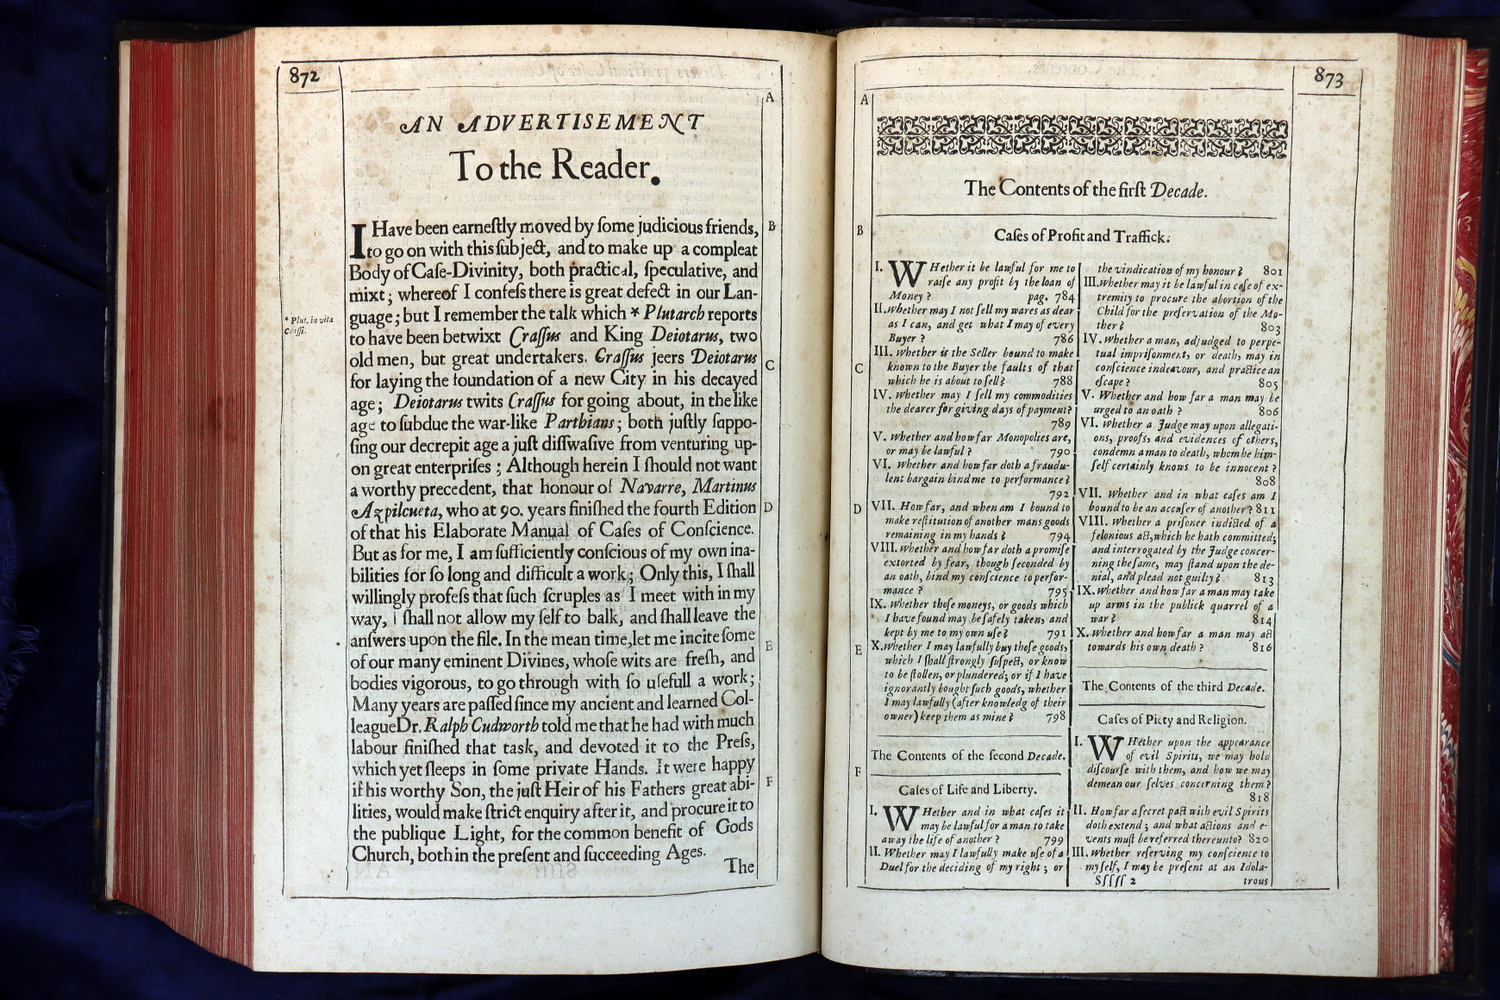 872
AN ADVERTISEMENT
To the Reader.
I Have been earneſtly moved by ſome judicious friends,
to go on with this ſubject, and to make up a compleat
Body of Caſe-Divinity, both practical, ſpeculative, and
mixt; whereof I confeſs there is great defect in our Lan-
guage; but I remember the talk which * Plutarch reports
to have been betwixt Craſſus and King Deiotarus, two
old men, but great undertakers. Craſſus jeers Deiotarus
for laying the foundation of a new City in his decayed
age; Deiotarus twits Craſſus for going about, in the like
age to ſubdue the war-like Parthians; both juſtly ſuppo-
ſing our decrepit age a juſt diſſwaſive from venturing up-
on great enterpriſes; Although herein I ſhould not want
a worthy precedent, that honour of Navarre, Martinus
Azpilcueta, who at 90. years finiſhed the fourth Edition
of that his Elaborate Manual of Caſes of Conſcience.
But as for me, I am ſufficiently conſcious of my own ina-
bilities for ſo long and difficult a work; Only this, I ſhall
willingly profeſs that ſuch ſcruples as I meet with in my
way, I ſhall not allow my ſelf to balk, and ſhall leave the
anſwers upon the file. In the mean time, let me incite ſome
of our many eminent Divines, whoſe wits are freſh, and
bodies vigorous, to go through with ſo uſefull a work;
Many years are paſſed ſince my ancient and learned Col-
league Dr. Ralph Cudworth told me that he had with much
labour finiſhed that task, and devoted it to the Preſs,
which yet ſleeps in ſome private Hands. It were happy
if his worthy Son, the juſt Heir of his Fathers great abi-
lities, would make ſtrict enquiry after it, and procure it to
the publique Light, for the common benefit of Gods
Church, both in the preſent and ſucceeding Ages.
The
* Plut. in vita
Craſſi.
A
B
C
D
E
F
873
A
B
C
D
E
F
The Contents of the firſt Decade.
Caſes of Profit and Traffick.
I. WHether it be lawful for me to
raiſe any profit by the loan of
Money? pag. 784
II. Whether may I not ſell my wares as dear
as I can, and get what I may of every
Buyer? 786
III. Whether is the Seller bound to make
known to the Buyer the faults of that
which he is about to ſell? 788
IV. Whether may I ſell my commodities
the dearer for giving days of payment?
789
V. Whether and how far Monopolies are,
or may be lawful? 790
VI. Whether and how far doth a fraudu-
lent bargain bind me to performance?
792
VII. How far, and when am I bound to
make reſtitution of another mans goods
remaining in my hands? 794
VIII. Whether and how far doth a promiſe
extorted by fear, though ſeconded by
an oath, bind my conſcience to perfor-
mance? 795
IX. Whether thoſe moneys, or goods which
I have found may be ſafely taken, and
kept by me to my own uſe? 791
X. Whether I may lawfully buy thoſe goods,
which I ſhall ſtrongly ſuſpect, or know
to be ſtollen, or plundered; or if I have
ignorantly bought ſuch goods, whether
I may lawfully (after knowledg of their
owner) keep them as mine? 798
The Contents of the ſecond Decade.
Caſes of Life and Liberty.
I. WHether and in what caſes it
may be lawful for a man to take
away the life of another? 799
II. Whether may I lawfully make uſe of a
Duel for the deciding of my right; or
the vindication of my honour? 801
III. Whether may it be lawful in caſe of ex-
tremity to procure the abortion of the
Child for the preſervation of the Mo-
ther? 803
IV. Whether a man, adjudged to perpe-
tual impriſonment, or death, may in
conſcience indeavour, and practice an
eſcape? 805
V. Whether and how far a man may be
urged to an oath? 806
VI. Whether a Judge may upon allegati-
ons, proofs, and evidences of others,
condemn a man to death, whom he him-
ſelf certainly knows to be innocent?
808
VII. Whether and in what caſes am I
bound to be an accuſer of another? 811
VIII. Whether a priſoner indicted of a
felonious act, which he hath committed;
and interrogated by the Judge concer-
ning the ſame, may ſtand upon the de-
nial, and plead not guilty? 813
IX. Whether and how far a man may take
up arms in the publick quarrel of a
war? 814
X. Whether and how far a man may act
towards his own death? 816
The Contents of the third Decade.
Caſes of Piety and Religion.
I. WHether upon the appearance
of evil Spirits, we may hold
diſcourſe with them, and how we may
demean our ſelves concerning them?
818
II. How far a ſecret pact with evil Spirits
doth extend; and what actions and e-
vents muſt be referred thereunto? 820
III. Whether reſerving my conſcience to
my ſelf, I may be preſent at an Idola-
Sſſſſ 2 trous